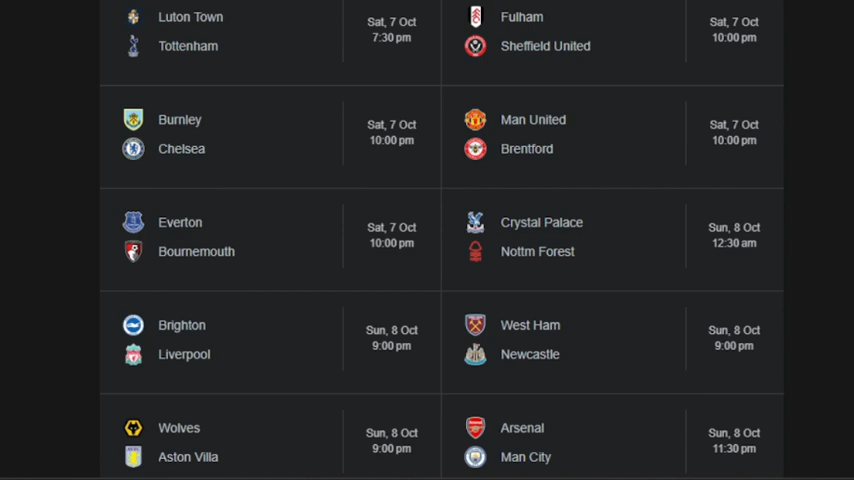 Luton Town
Tottenham
Sat, 7 Oct
7:30 pm
Fulham
Sheffield United
Sat, 7 Oct
10:00 pm
Burnley
Chelsea
Sat, 7 Oct
10:00 pm
Man United
Brentford
Sat, 7 Oct
10:00 pm
Everton
Bournemouth
Sat, 7 Oct
10:00 pm
Crystal Palace
Nottm Forest
Sun, 8 Oct
12:30 am
Brighton
Liverpool
Sun, 8 Oct
9:00 pm
West Ham
Newcastle
Sun, 8 Oct
9:00 pm
Wolves
Aston Villa
Sun, 8 Oct
9:00 pm
Arsenal
Man City
Sun, 8 Oct
11:30 pm